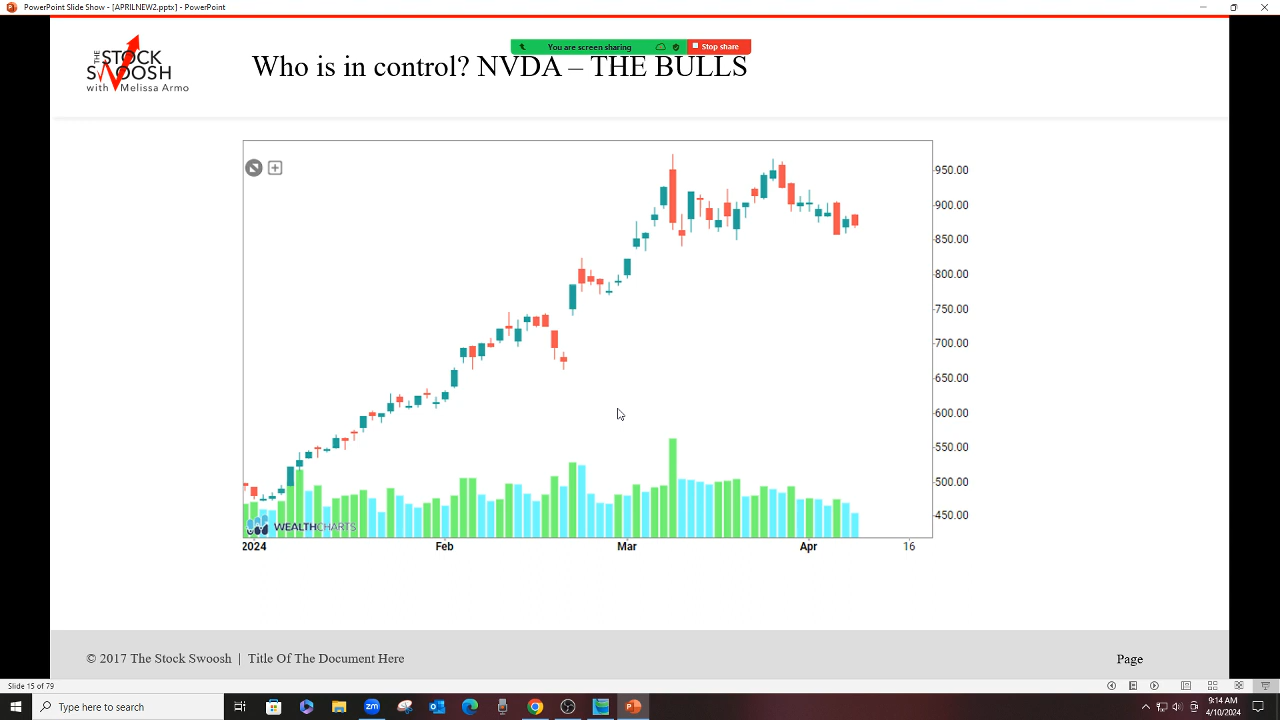 PowerPoint Slide Show - [APRILNEW2.pptx] - PowerPoint
You are screen sharing
Stop share
THE STOCK
SWOOSH
with Melissa Armo
Who is in control? NVDA – THE BULLS
950.00
900.00
850.00
800.00
750.00
700.00
650.00
600.00
550.00
500.00
450.00
WEALTHCHARTS
2024
Feb
Mar
Apr
16
© 2017 The Stock Swoosh | Title Of The Document Here
Page
Slide 15 of 79
Type here to search
9:14 AM
4/10/2024